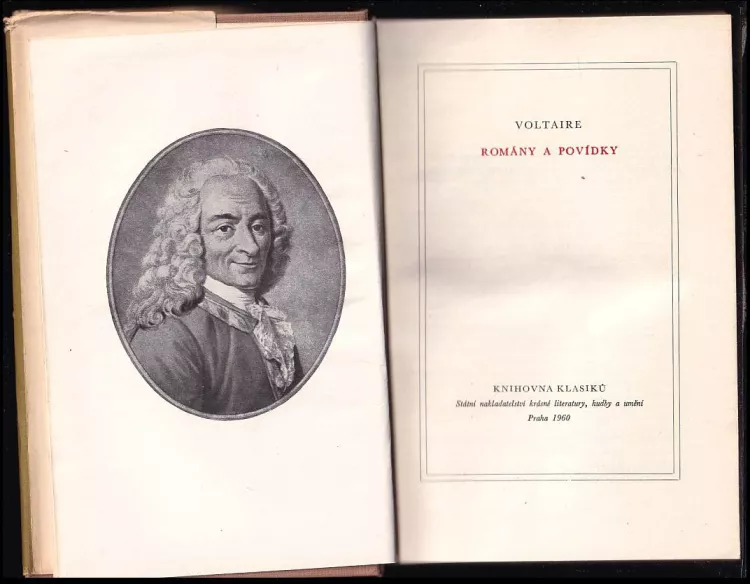 VOLTAIRE
ROMÁNY A POVÍDKY
KNIHOVNA KLASIKŮ
Státní nakladatelství krásné literatury, hudby a umění
Praha 1960